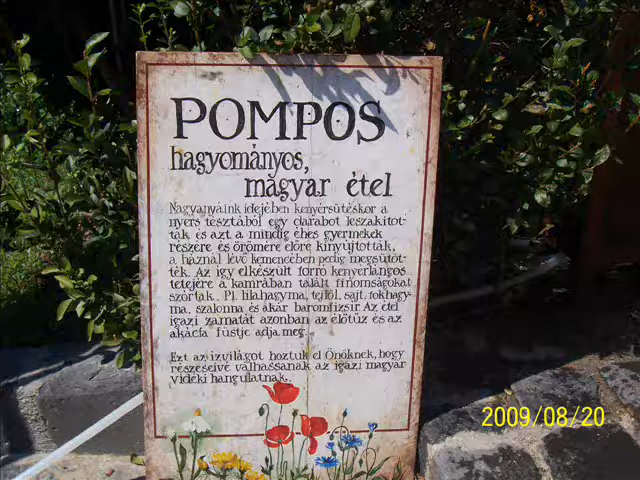 POMPOS
hagyományos,
magyar étel
Nagyanyáink idejében kenyérsütéskor a
nyers tésztából egy darabot leszakítot-
tak és azt a mindig éhes gyermekek
részére és örömére előre kinyújtották,
a háznál lévő kemencében pedig megsütöt-
ték. Az így elkészült forró kenyérlángos
tetejére a kamrában talált finomságokat
szórták. Pl. lilahagyma, tejföl, sajt, fokhagy-
ma, szalonna és akár baromfizsír. Az étel
igazi zamatát azonban az előtűz és az
akácfa füstje adja meg...
Ezt az ízvilágot hoztuk el Önöknek, hogy
részeseivé válhassanak az igazi magyar
vidéki hangulatnak.
2009/08/20